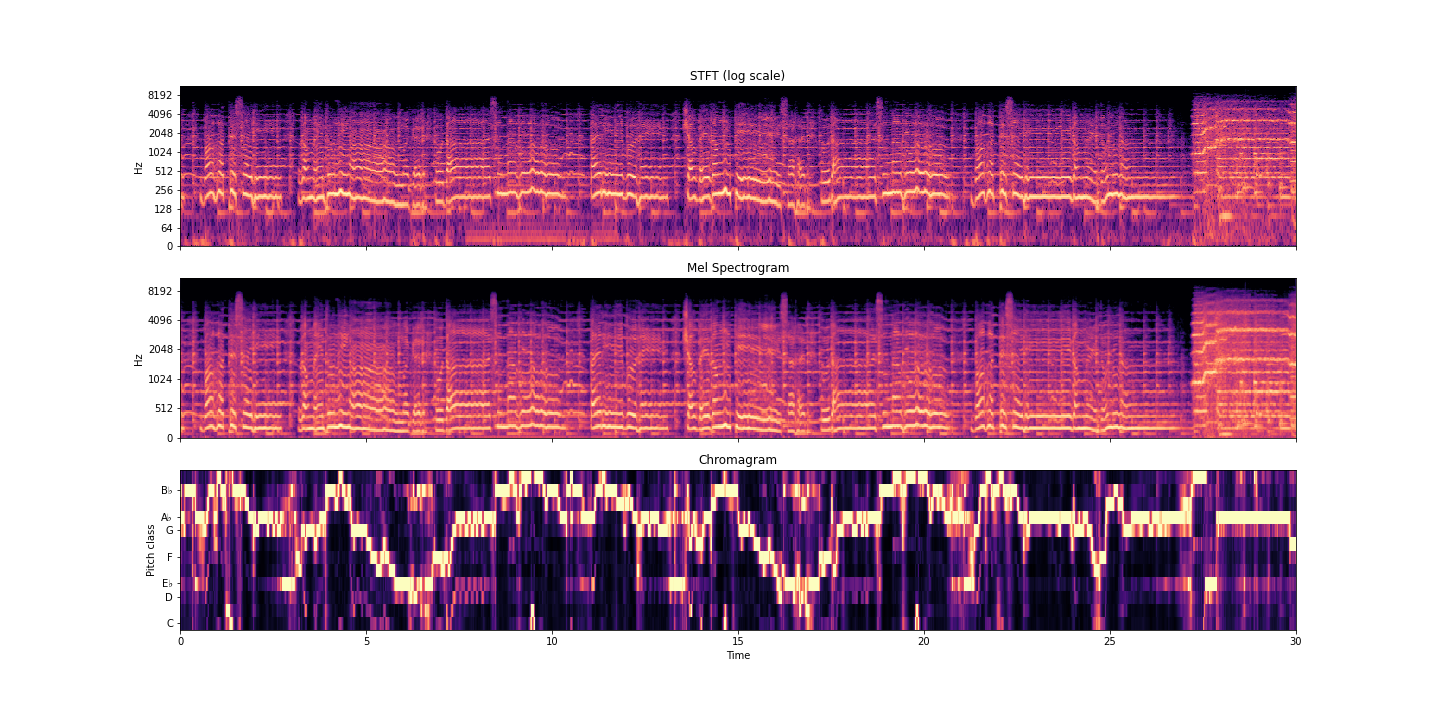 STFT (log scale)
8192
4096
2048
1024
512
256
128
64
0
Hz
Mel Spectrogram
8192
4096
2048
1024
512
0
Hz
Chromagram
B♭
A♭
G
F
E♭
D
C
Pitch class
0 5 10 15 20 25 30
Time